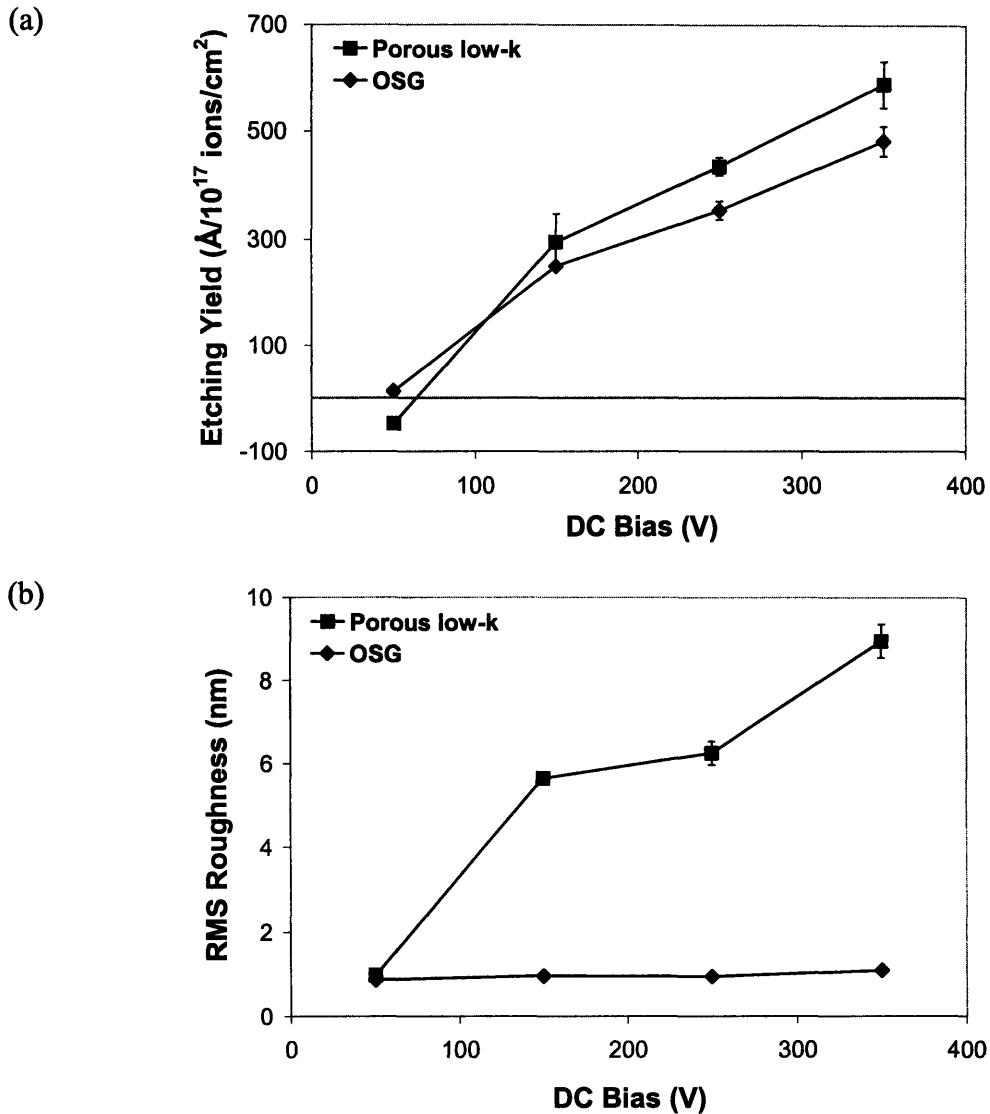 (a)
700
500
300
100
-100
Etching Yield (Å/10¹⁷ ions/cm²)
Porous low-k
OSG
0
100
200
300
400
DC Bias (V)
(b)
10
8
6
4
2
0
RMS Roughness (nm)
Porous low-k
OSG
0
100
200
300
400
DC Bias (V)